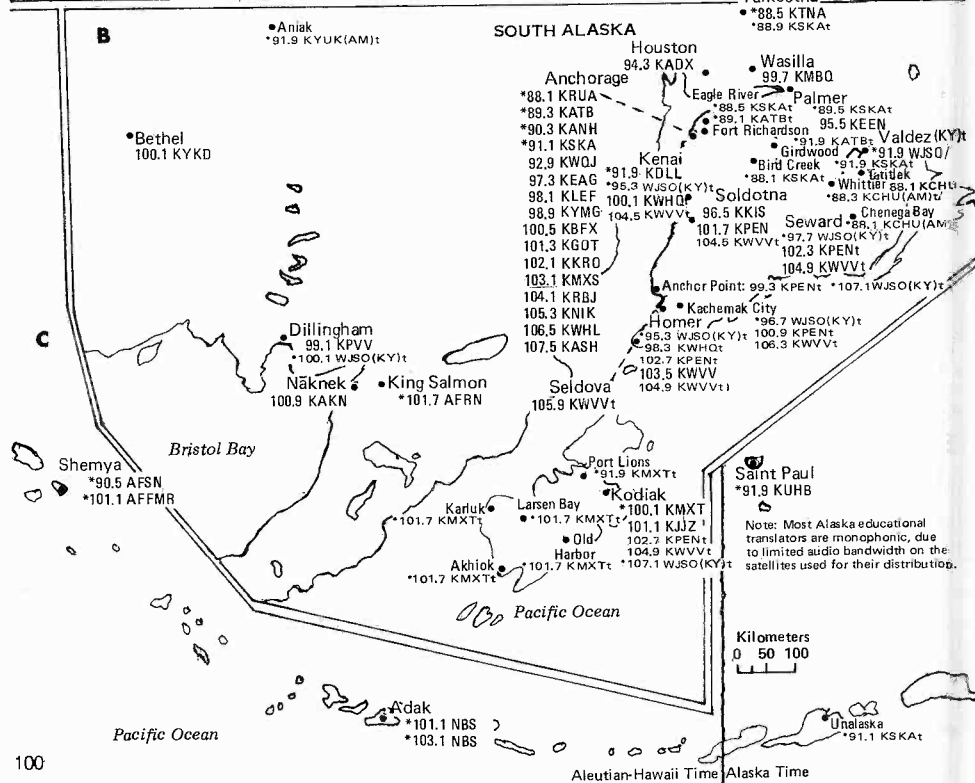 B
Aniak
*91.9 KYUK(AM)t
SOUTH ALASKA
*88.5 KTNA
*88.9 KSKAt
Houston
94.3 KADX
Wasilla
99.7 KMBQ
Anchorage
*88.1 KRUA
*89.3 KATB
*90.3 KANH
*91.1 KSKA
92.9 KWQJ
97.3 KEAG
98.1 KLEF
98.9 KYMG
100.5 KBFX
101.3 KGOT
102.1 KKRO
103.1 KMXS
104.1 KRBJ
105.3 KNIK
106.5 KWHL
107.5 KASH
Eagle River
*88.5 KSKAt
*89.1 KATBt
Palmer
*89.5 KSKAt
95.5 KEEN
Fort Richardson
Bethel
100.1 KYKD
*91.9 KATBt
Girdwood
Valdez (KY)t
*91.9 WJSO/
Bird Creek
*88.1 KSKAt
*91.9 KSKAt
Tatitlek
88.1 KCHU
Whittier
*88.3 KCHU(AM)t
Kenai
*91.9 KDLL
*95.3 WJSO(KY)t
100.1 KWHQ
104.5 KWVVt
Soldotna
96.5 KKIS
101.7 KPEN
104.5 KWVVt
Chenega Bay
*88.1 KCHU(AM
Seward
*97.7 WJSO(KY)t
102.3 KPENt
104.9 KWVVt
Anchor Point: 99.3 KPENt *107.1 WJSO(KY)t
Kachemak City
*96.7 WJSO(KY)t
100.9 KPENt
106.3 KWVVt
Homer
*95.3 WJSO(KY)t
98.3 KWHQt
102.7 KPENt
103.5 KWVV
104.9 KWVVt
C
Dillingham
99.1 KPVV
*100.1 WJSO(KY)t
Naknek
100.9 KAKN
King Salmon
*101.7 AFRN
Seldova
105.9 KWVVt
Bristol Bay
Shemya
*90.5 AFSN
*101.1 AFFMR
Port Lions
*91.9 KMXTt
Saint Paul
*91.9 KUHB
Karluk
*101.7 KMXTt
Larsen Bay
*101.7 KMXTt
Kodiak
*100.1 KMXT
101.1 KJJZ
102.7 KPENt
104.9 KWVVt
*107.1 WJSO(KY)t
Old
Harbor
*101.7 KMXTt
Akhiok
*101.7 KMXTt
Note: Most Alaska educational
translators are monophonic, due
to limited audio bandwidth on the
satellites used for their distribution.
Pacific Ocean
Kilometers
0 50 100
Adak
*101.1 NBS
*103.1 NBS
Pacific Ocean
Unalaska
*91.1 KSKAt
100
Aleutian-Hawaii Time
Alaska Time